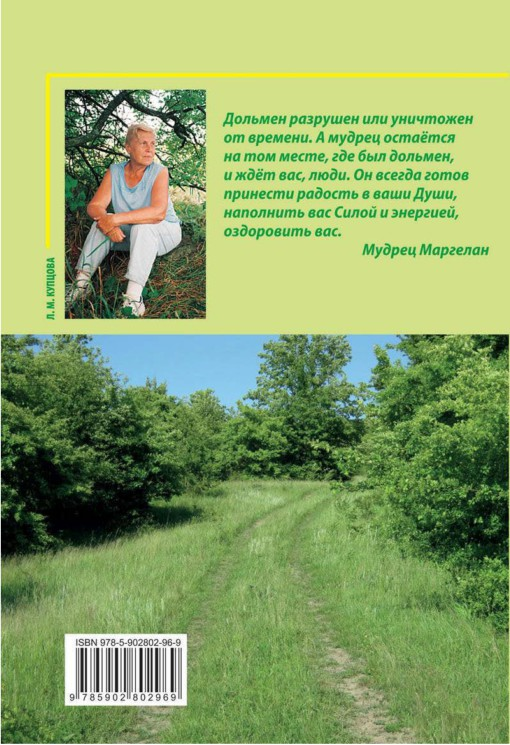 Дольмен разрушен или уничтожен
от времени. А мудрец остаётся
на том месте, где был дольмен,
и ждёт вас, люди. Он всегда готов
принести радость в ваши Души,
наполнить вас Силой и энергией,
оздоровить вас.
Мудрец Маргелан
Л. М. КУПЦОВА
ISBN 978-5-902802-96-9
9 785902 802969